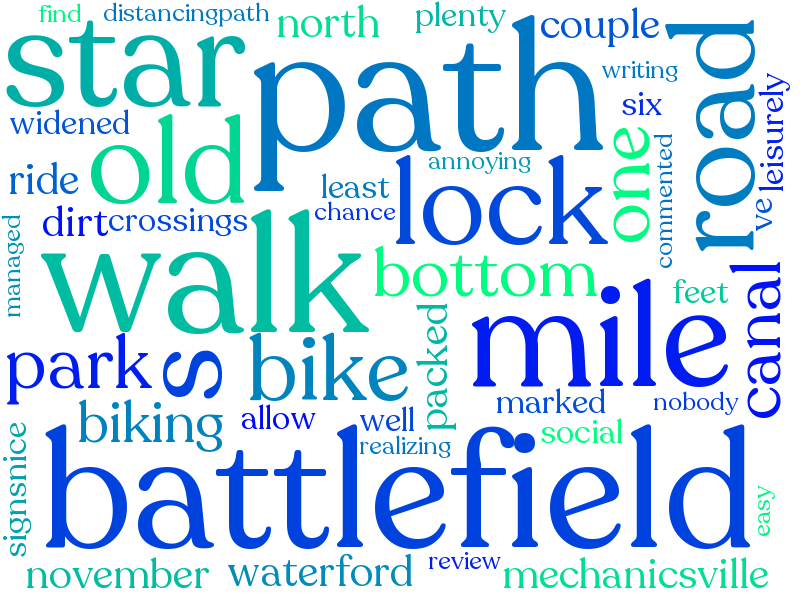 find
distancingpath
north
plenty
couple
road
star
path
writing
six
leisurely
widened
old
lock
annoying
one
commented
ve
ride
least
chance
dirt
crossings
managed
walk
bottom
feet
canal
park
s
bike
packed
mile
biking
allow
well
marked
nobody
realizing
social
signsnice
battlefield
easy
november
waterford
review
mechanicsville